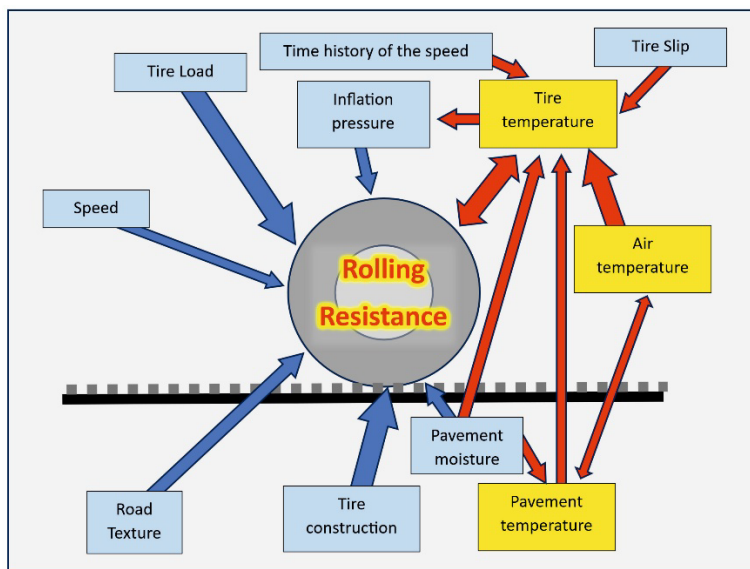 Time history of the speed
Tire Slip
Tire Load
Inflation
pressure
Tire
temperature
Speed
Air
temperature
Rolling
Resistance
Pavement
moisture
Road
Texture
Tire
construction
Pavement
temperature